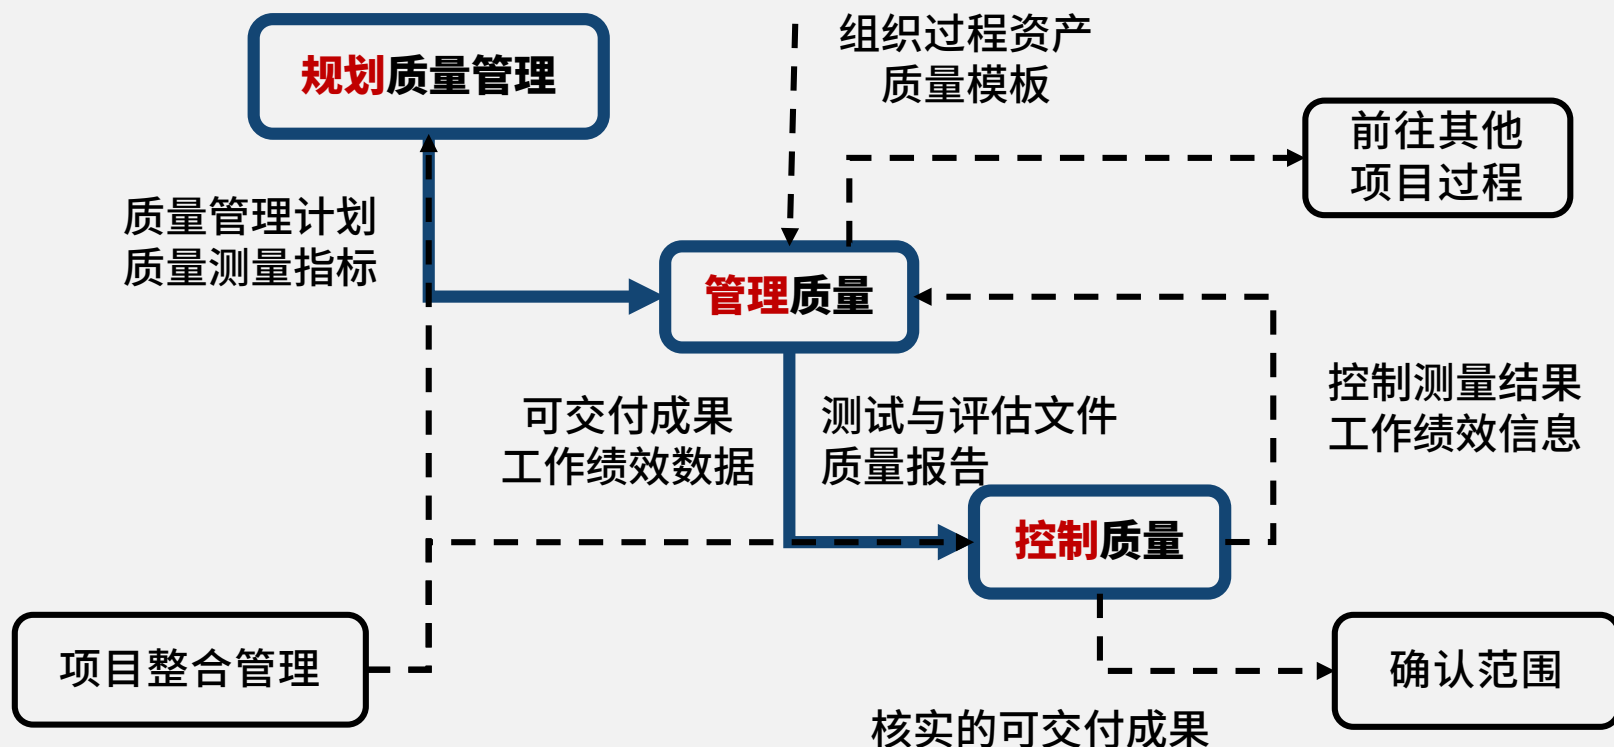 组织过程资产
质量模板
规划质量管理
前往其他
项目过程
质量管理计划
质量测量指标
管理质量
控制测量结果
工作绩效信息
可交付成果
工作绩效数据
测试与评估文件
质量报告
控制质量
项目整合管理
确认范围
核实的可交付成果